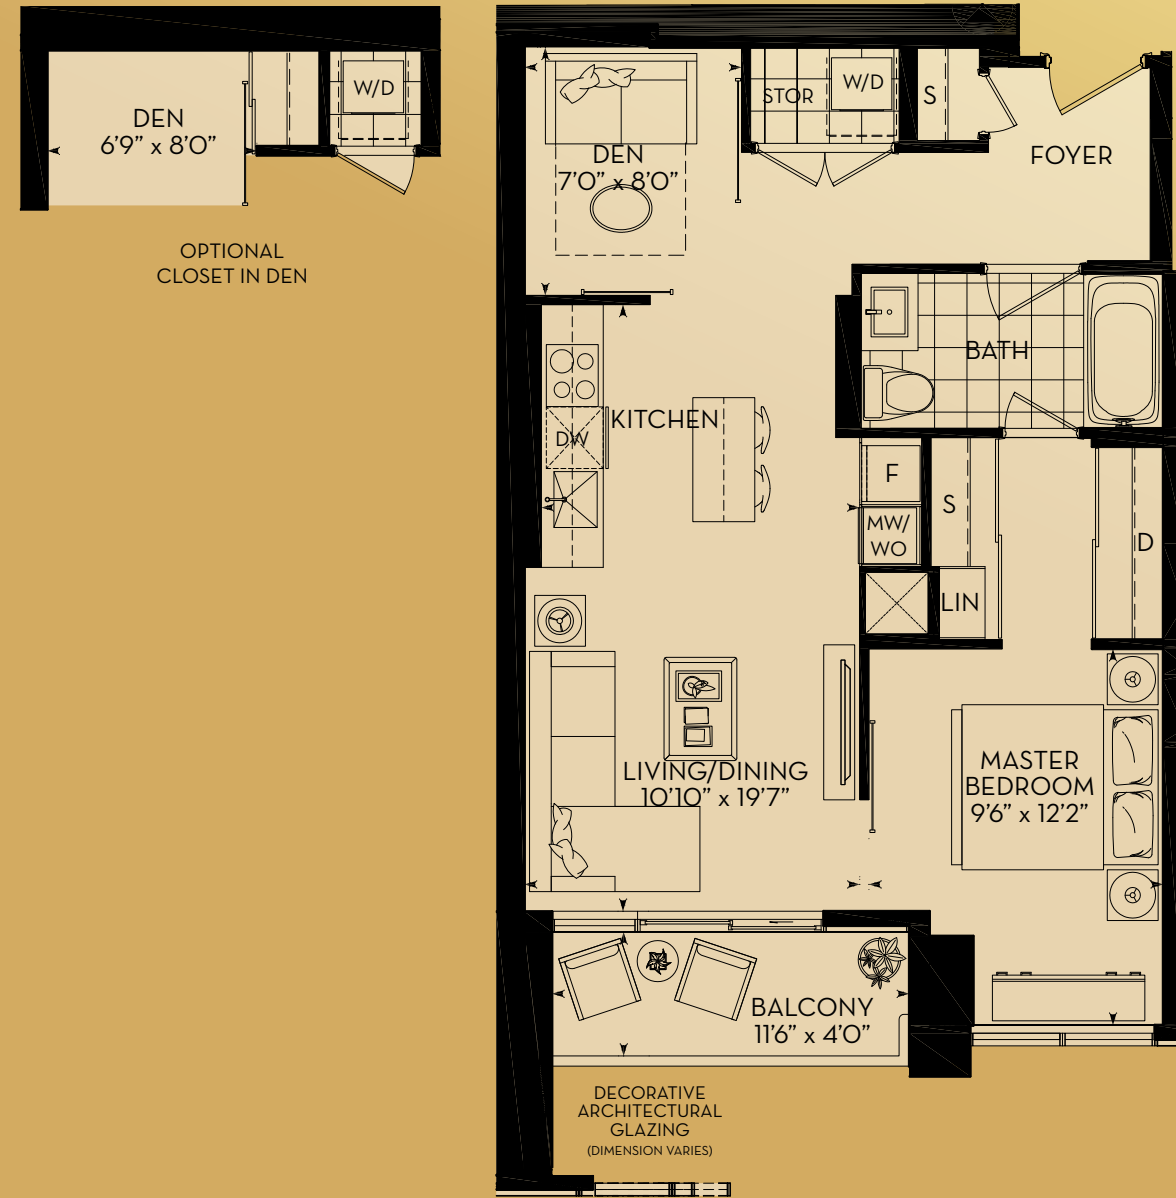 DEN
6'9" x 8'0"
W/D
OPTIONAL
CLOSET IN DEN
DEN
7'0" x 8'0"
STOR
W/D
S
FOYER
BATH
KITCHEN
DW
F
MW/
WO
S
LIN
D
LIVING/DINING
10'10" x 19'7"
MASTER
BEDROOM
9'6" x 12'2"
BALCONY
11'6" x 4'0"
DECORATIVE
ARCHITECTURAL
GLAZING
(DIMENSION VARIES)